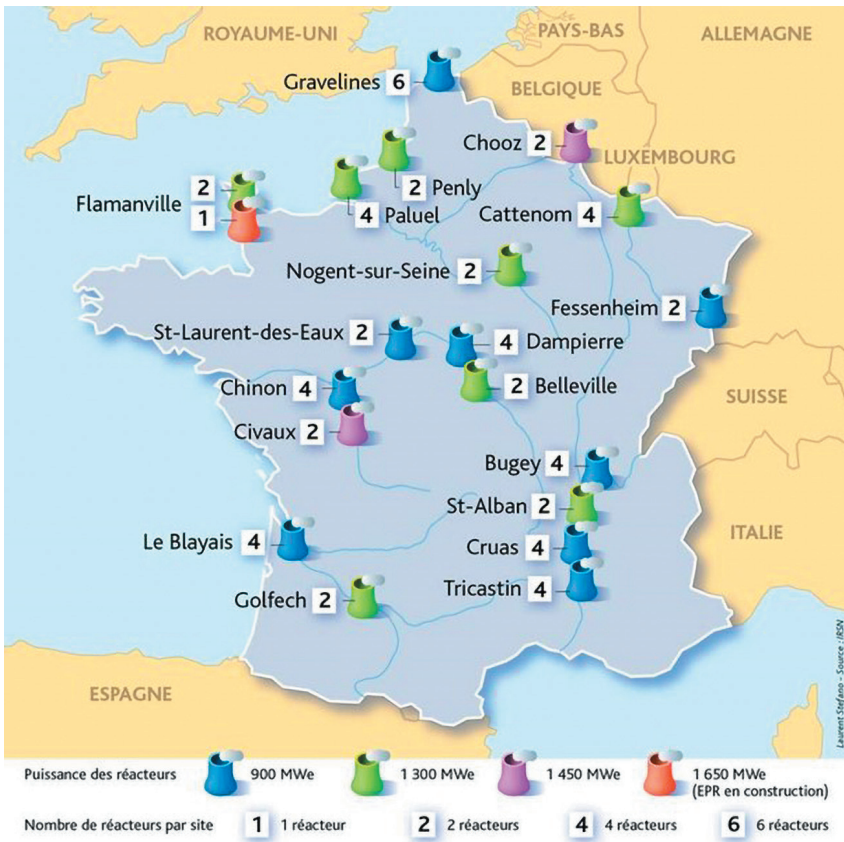 ROYAUME-UNI
PAYS-BAS
ALLEMAGNE
Gravelines 6
BELGIQUE
Chooz 2
LUXEMBOURG
2 Penly
Flamanville 2
1
4 Paluel
Cattenom 4
Nogent-sur-Seine 2
Fessenheim 2
St-Laurent-des-Eaux 2
4 Dampierre
Chinon 4
2 Belleville
SUISSE
Civaux 2
Bugey 4
St-Alban 2
ITALIE
Le Blayais 4
Cruas 4
Tricastin 4
Golfech 2
ESPAGNE
Laurent Stefano - Source : IRSN
Puissance des réacteurs 900 MWe 1 300 MWe 1 450 MWe 1 650 MWe
(EPR en construction)
Nombre de réacteurs par site 1 1 réacteur 2 2 réacteurs 4 4 réacteurs 6 6 réacteurs